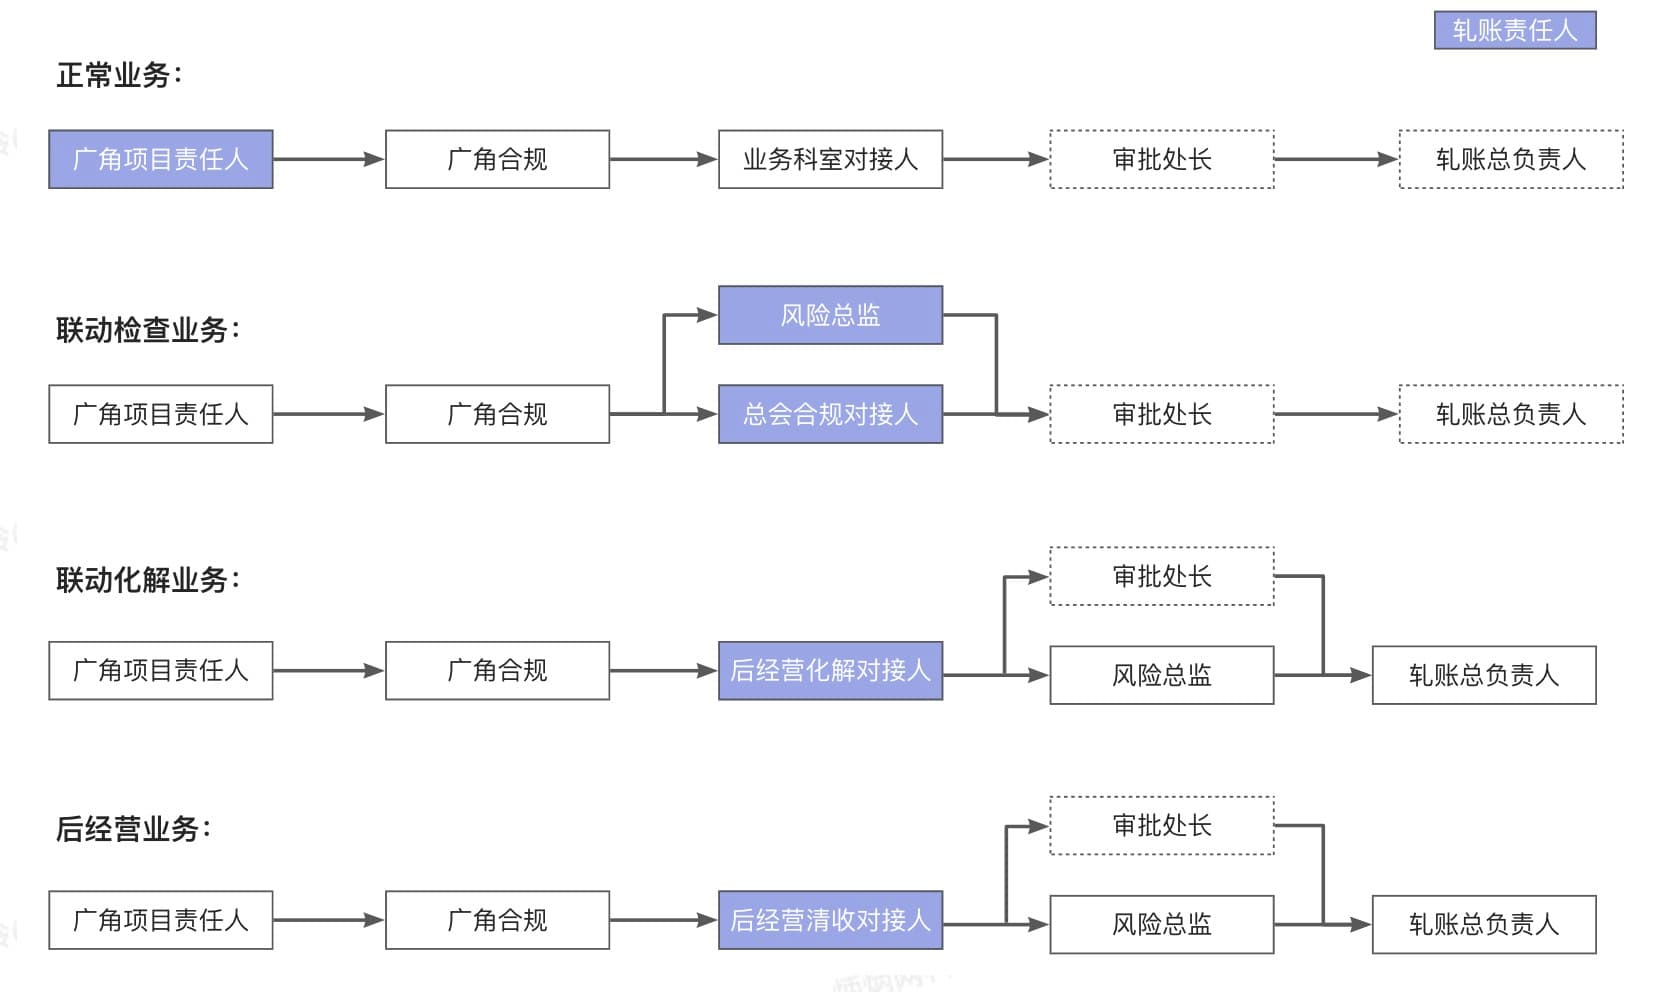 轧账责任人
正常业务：
广角项目责任人
广角合规
业务科室对接人
审批处长
轧账总负责人
联动检查业务：
风险总监
广角项目责任人
广角合规
总会合规对接人
审批处长
轧账总负责人
联动化解业务：
审批处长
广角项目责任人
广角合规
后经营化解对接人
风险总监
轧账总负责人
后经营业务：
审批处长
广角项目责任人
广角合规
后经营清收对接人
风险总监
轧账总负责人